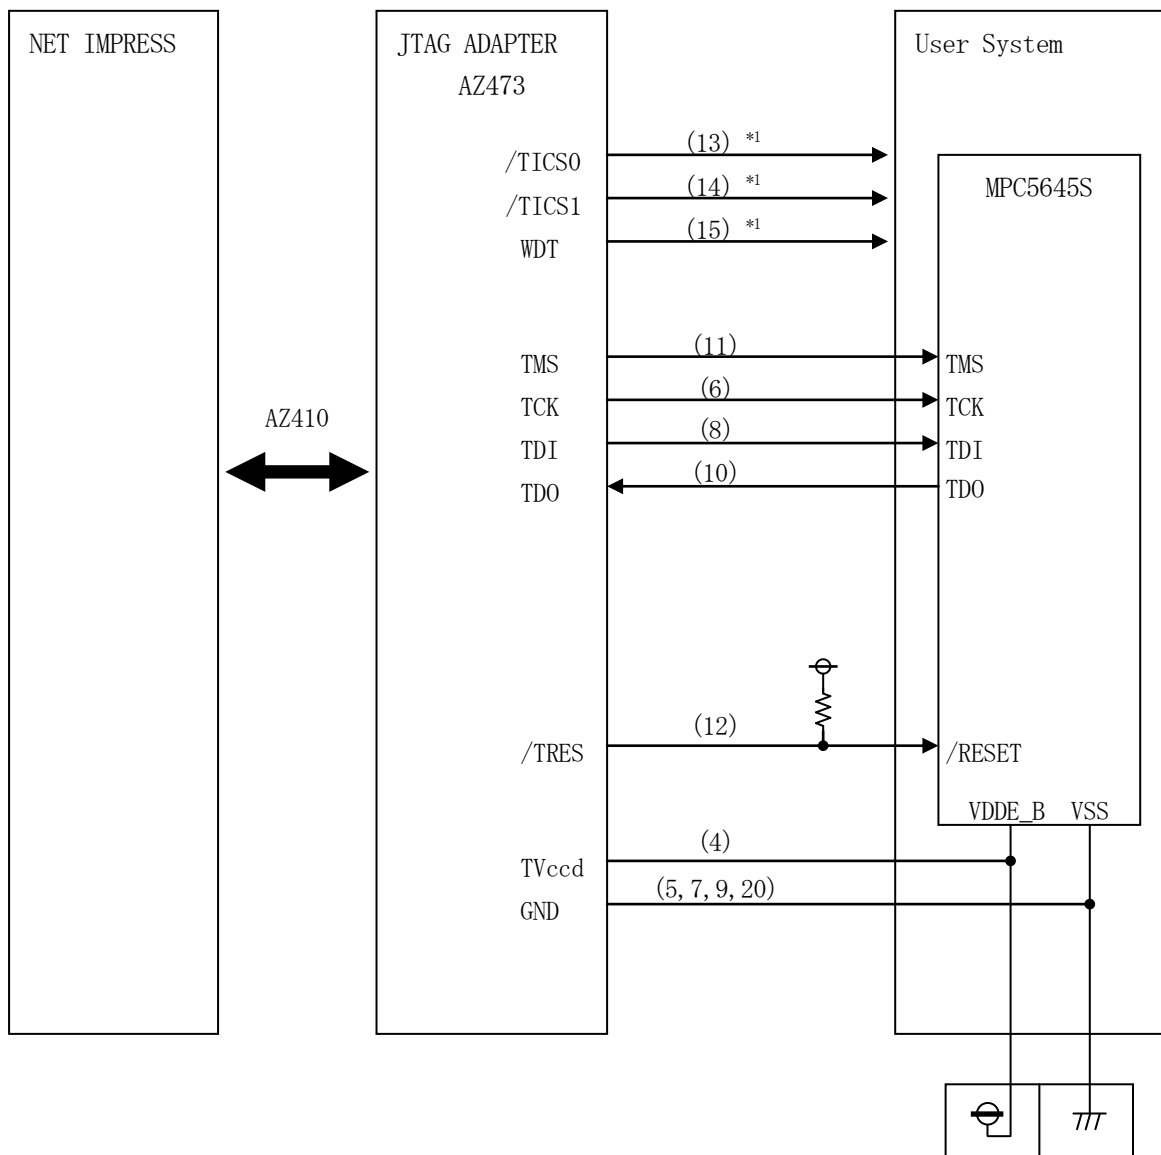 NET IMPRESS
JTAG ADAPTER
AZ473
User System
/TICS0
(13) *1
/TICS1
(14) *1
WDT
(15) *1
MPC5645S
TMS
(11)
TMS
TCK
(6)
TCK
TDI
(8)
TDI
TDO
(10)
TDO
AZ410
/TRES
(12)
/RESET
VDDE_B VSS
TVccd
(4)
GND
(5, 7, 9, 20)